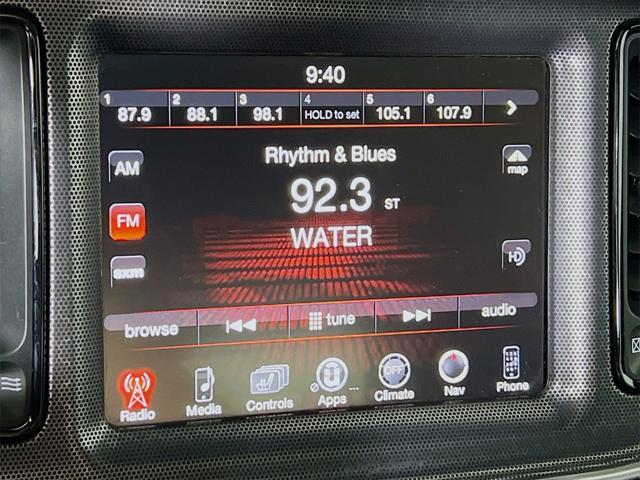 9:40
1 2 3 4 5 6
87.9 88.1 98.1 HOLD to set 105.1 107.9
AM
Rhythm & Blues
map
FM
92.3 ST
WATER
sxm
HD
browse tune audio
OFF
Radio Media Controls Apps ... Climate Nav Phone